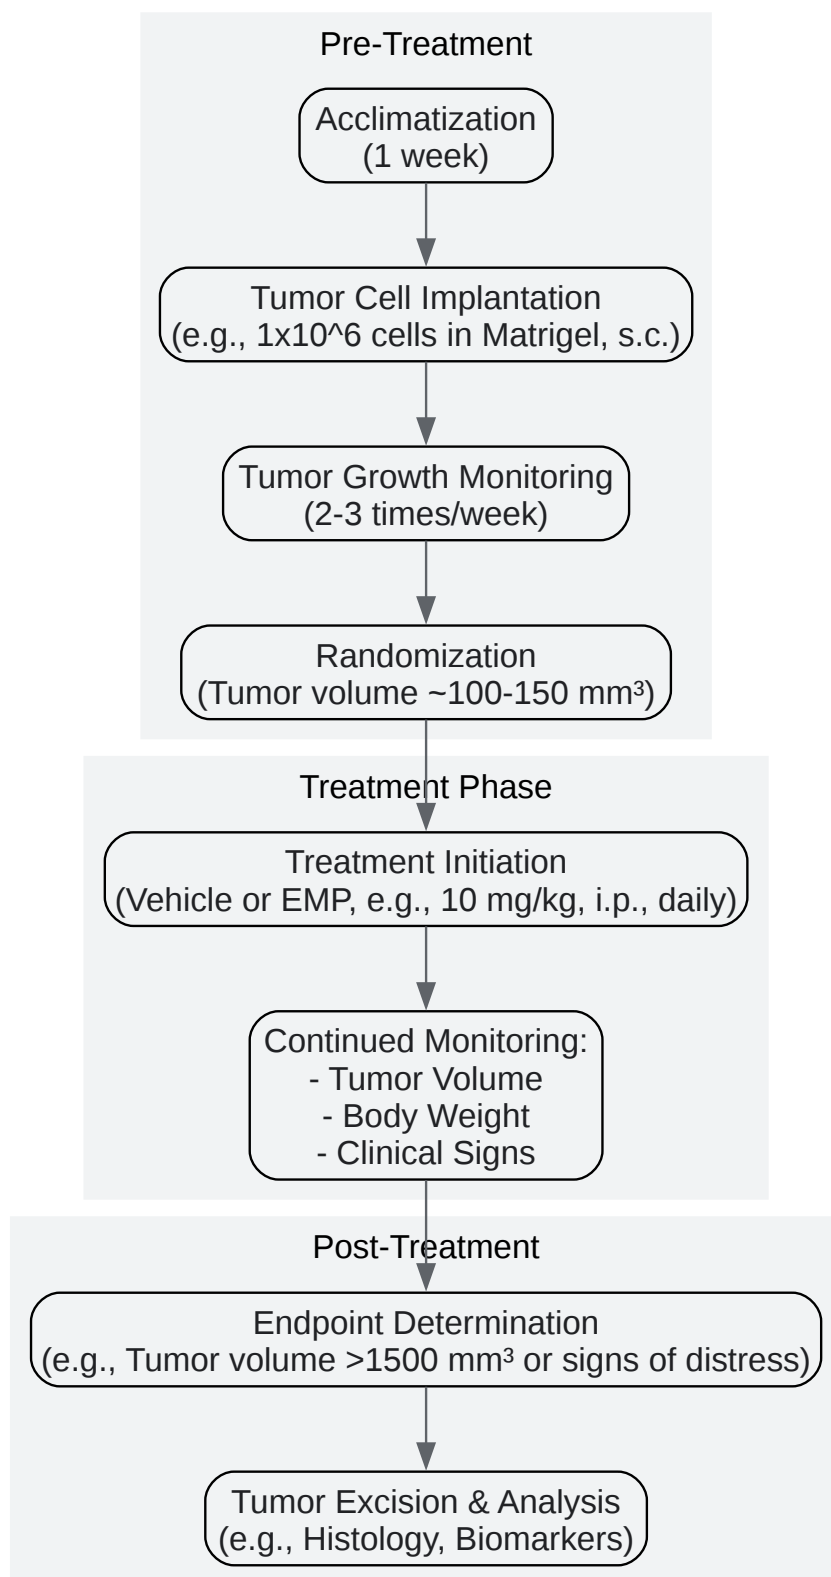 Pre-Treatment
Acclimatization
(1 week)
Tumor Cell Implantation
(e.g., 1x10^6 cells in Matrigel, s.c.)
Tumor Growth Monitoring
(2-3 times/week)
Randomization
(Tumor volume ~100-150 mm³)
Treatment Phase
Treatment Initiation
(Vehicle or EMP, e.g., 10 mg/kg, i.p., daily)
Continued Monitoring:
- Tumor Volume
- Body Weight
- Clinical Signs
Post-Treatment
Endpoint Determination
(e.g., Tumor volume >1500 mm³ or signs of distress)
Tumor Excision & Analysis
(e.g., Histology, Biomarkers)